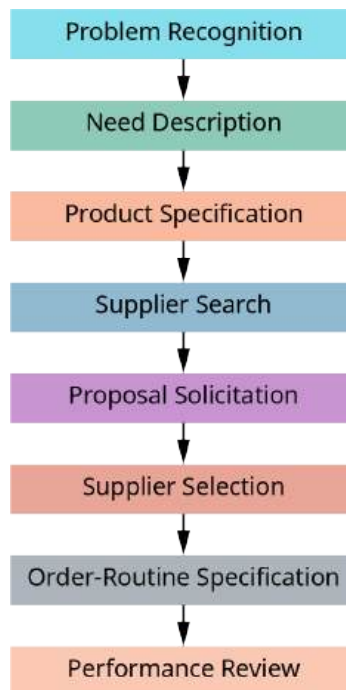 Problem Recognition
Need Description
Product Specification
Supplier Search
Proposal Solicitation
Supplier Selection
Order-Routine Specification
Performance Review